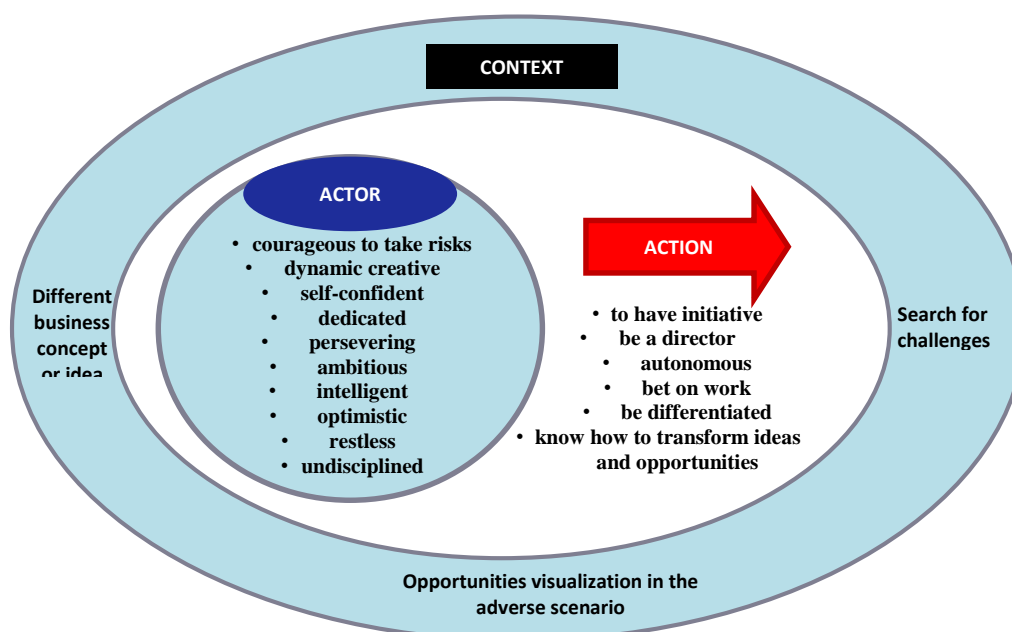 CONTEXT
ACTOR
• courageous to take risks
• dynamic creative
• self-confident
• dedicated
• persevering
• ambitious
• intelligent
• optimistic
• restless
• undisciplined
ACTION
• to have initiative
• be a director
• autonomous
• bet on work
• be differentiated
• know how to transform ideas
and opportunities
Different
business
concept
or idea
Search for
challenges
Opportunities visualization in the
adverse scenario